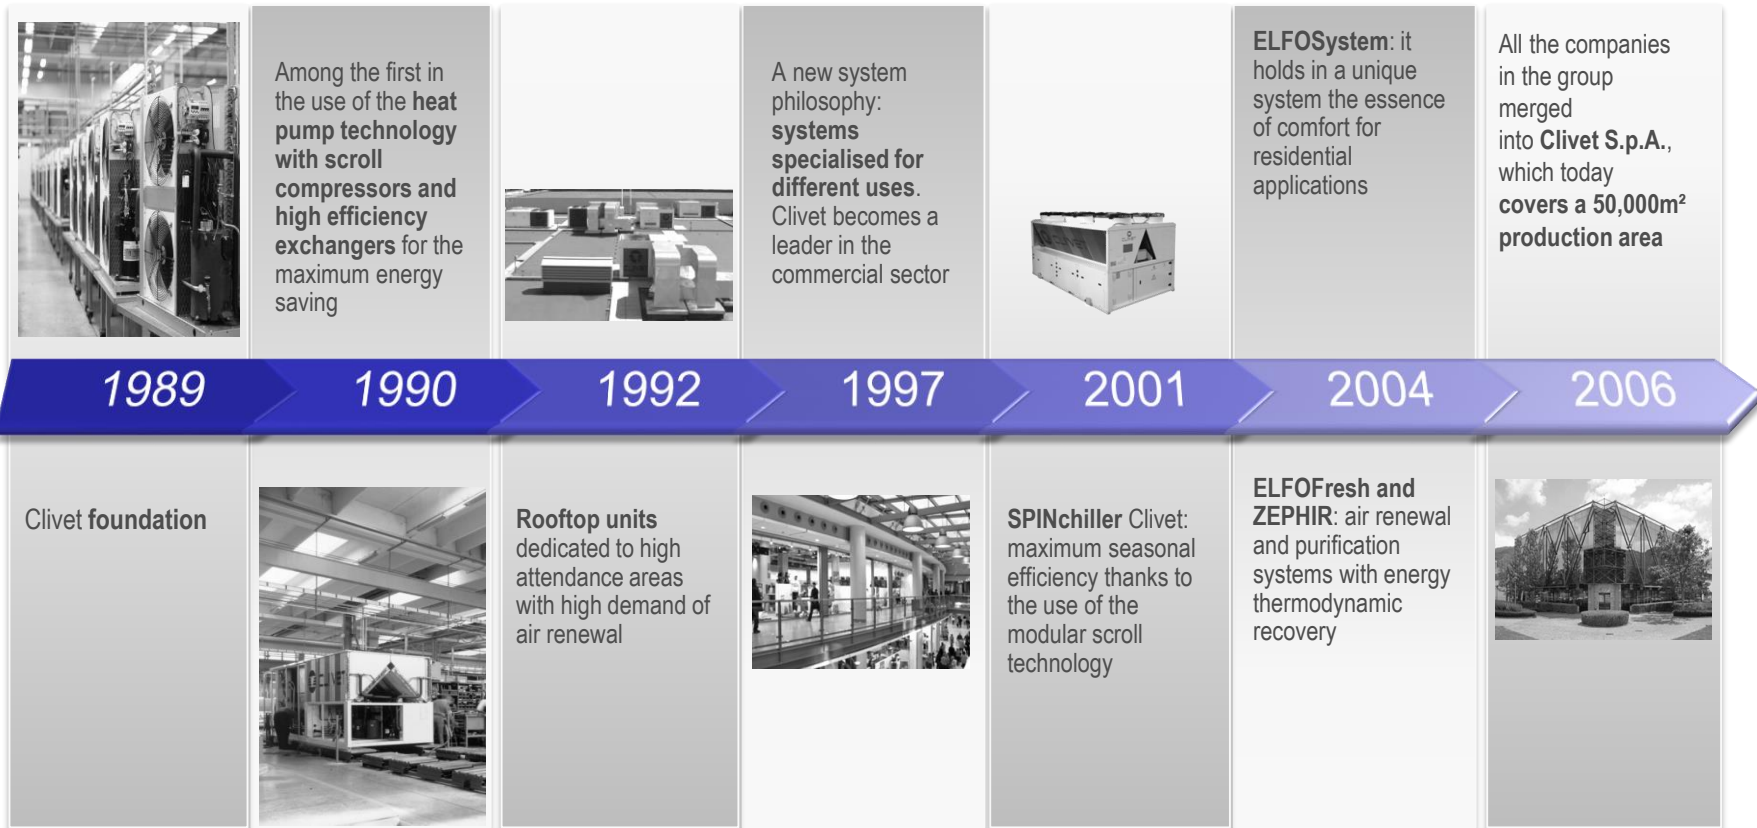 Among the first in
the use of the heat
pump technology
with scroll
compressors and
high efficiency
exchangers for the
maximum energy
saving
A new system
philosophy:
systems
specialised for
different uses.
Clivet becomes a
leader in the
commercial sector
ELFOSystem: it
holds in a unique
system the essence
of comfort for
residential
applications
All the companies
in the group
merged
into Clivet S.p.A.,
which today
covers a 50,000m²
production area
1989
1990
1992
1997
2001
2004
2006
Clivet foundation
CLIVET
Rooftop units
dedicated to high
attendance areas
with high demand of
air renewal
SPINchiller Clivet:
maximum seasonal
efficiency thanks to
the use of the
modular scroll
technology
ELFOFresh and
ZEPHIR: air renewal
and purification
systems with energy
thermodynamic
recovery